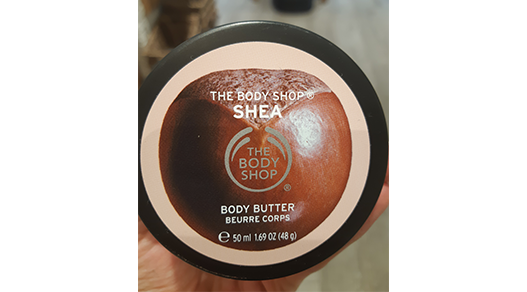 THE BODY SHOP®
SHEA
THE
BODY
SHOP
®
BODY BUTTER
BEURRE CORPS
℮ 50 ml 1.69 OZ (48 g)